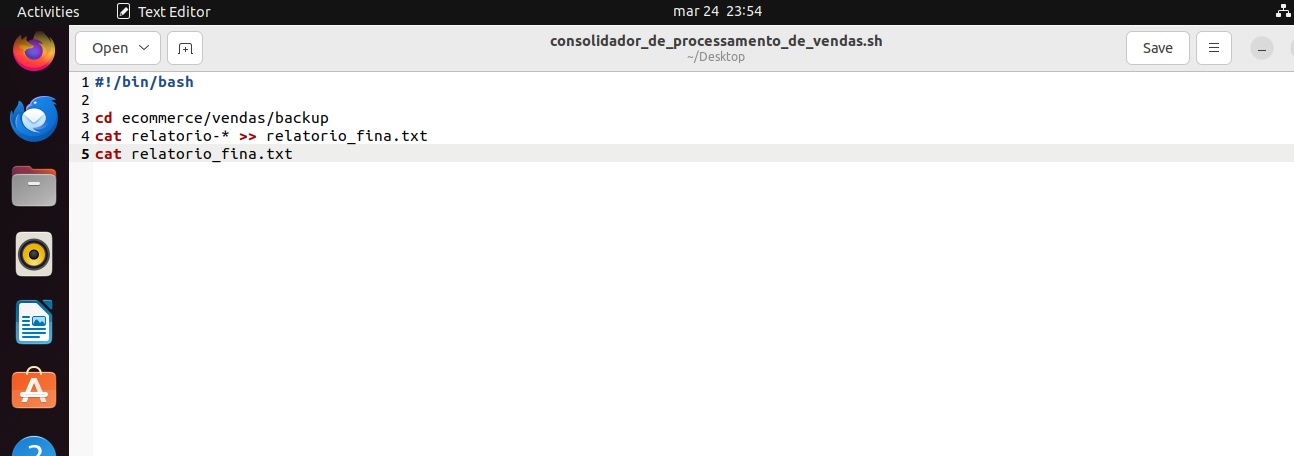 Activities Text Editor mar 24 23:54
Open consolidador_de_processamento_de_vendas.sh Save
~/Desktop
1 #!/bin/bash
2
3 cd ecommerce/vendas/backup
4 cat relatorio-* >> relatorio_fina.txt
5 cat relatorio_fina.txt